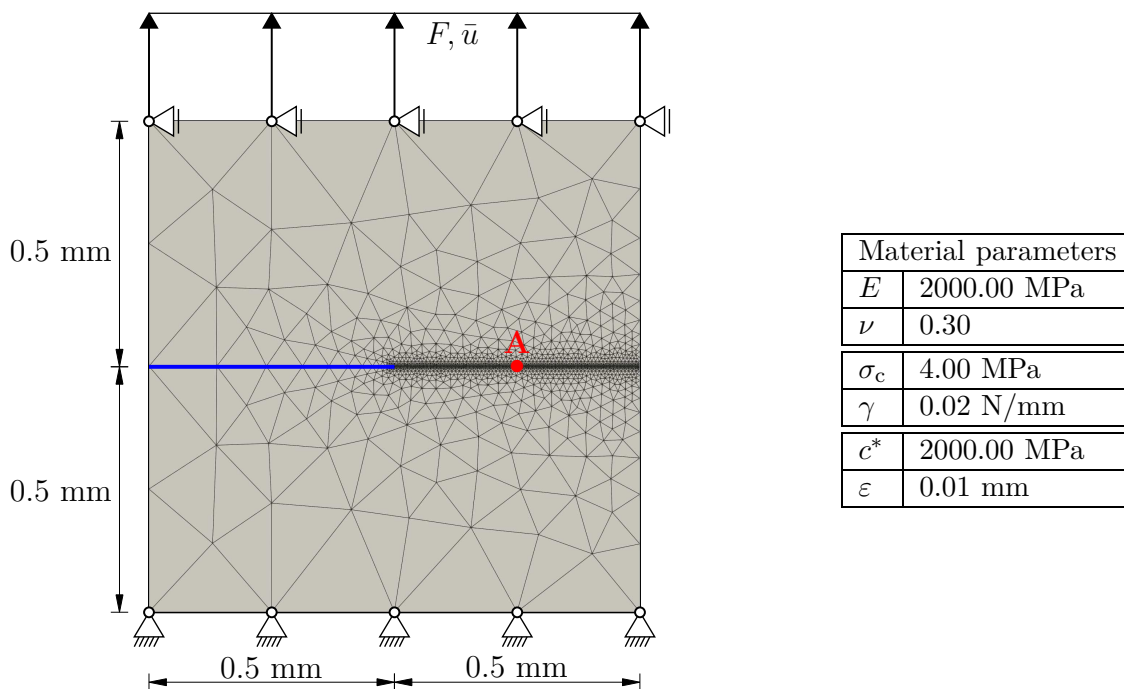 F, ū
0.5 mm
A
0.5 mm
0.5 mm 0.5 mm
Material parameters
E 2000.00 MPa
ν 0.30
σc 4.00 MPa
γ 0.02 N/mm
c* 2000.00 MPa
ε 0.01 mm